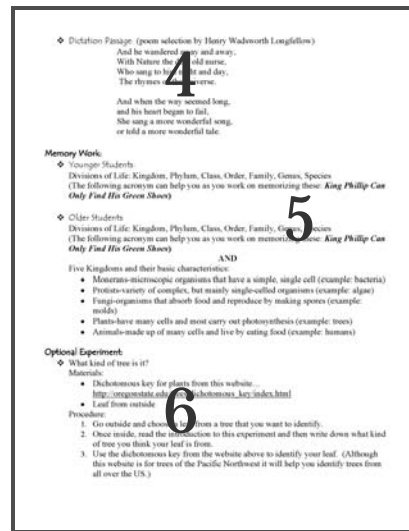 ❖ Dictation Passage (poem selection by Henry Wadsworth Longfellow)
And he wandered away and away,
With Nature the old nurse,
Who sang to him night and day,
The rhymes of the universe.
4
And when the way seemed long,
and his heart began to fail,
She sang a more wonderful song,
or told a more wonderful tale.
Memory Work:
❖ Younger Students
Divisions of Life: Kingdom, Phylum, Class, Order, Family, Genus, Species
(The following acronym can help you as you work on memorizing these: King Phillip Can
Only Find His Green Shoes)
5
❖ Older Students
Divisions of Life: Kingdom, Phylum, Class, Order, Family, Genus, Species
(The following acronym can help you as you work on memorizing these: King Phillip Can
Only Find His Green Shoes)
AND
Five Kingdoms and their basic characteristics:
• Monerans-microscopic organisms that have a simple, single cell (example: bacteria)
• Protists-variety of complex, but mainly single-celled organisms (example: algae)
• Fungi-organisms that absorb food and reproduce by making spores (example:
molds)
• Plants-have many cells and most carry out photosynthesis (example: trees)
• Animals-made up of many cells and live by eating food (example: humans)
Optional Experiment:
❖ What kind of tree is it?
Materials:
• Dichotomous key for plants from this website...
http://oregonstate.edu/ dichotomous_key/index.html
• Leaf from outside
6
Procedure:
1. Go outside and choose a leaf from a tree that you want to identify.
2. Once inside, read the introduction to this experiment and then write down what kind
of tree you think your leaf is from.
3. Use the dichotomous key from the website above to identify your leaf. (Although
this website is for trees of the Pacific Northwest it will help you identify trees from
all over the US.)